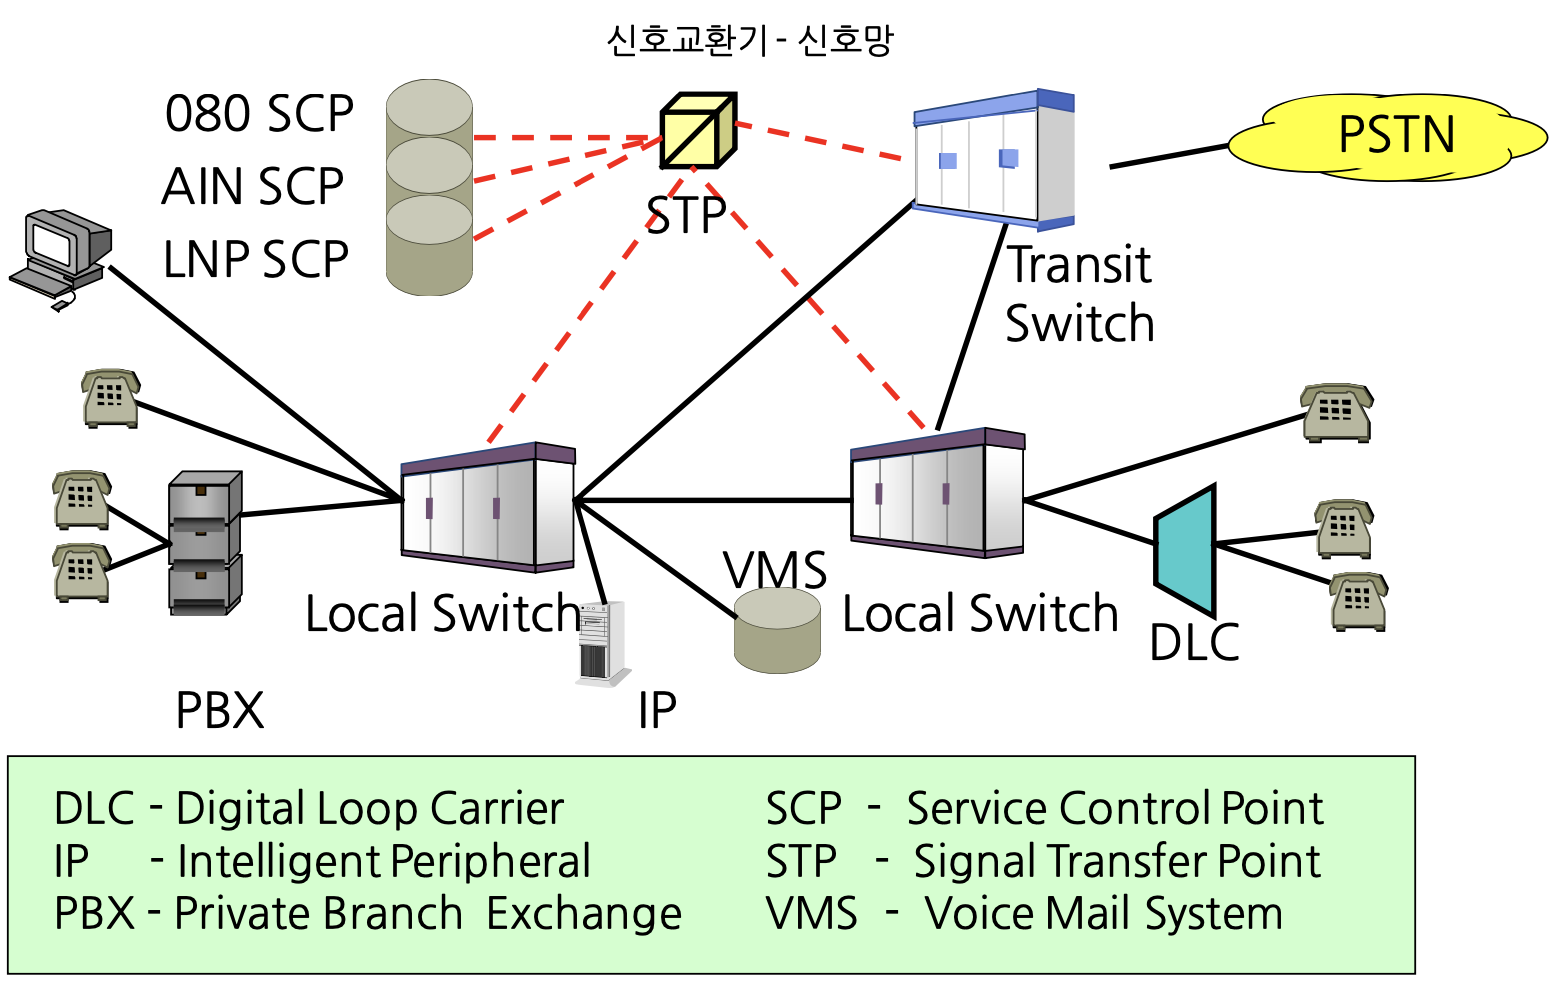 신호교환기 - 신호망
080 SCP
AIN SCP
LNP SCP
STP
PSTN
Transit
Switch
VMS
Local Switch
Local Switch
DLC
PBX
IP
DLC - Digital Loop Carrier
IP - Intelligent Peripheral
PBX - Private Branch Exchange
SCP - Service Control Point
STP - Signal Transfer Point
VMS - Voice Mail System